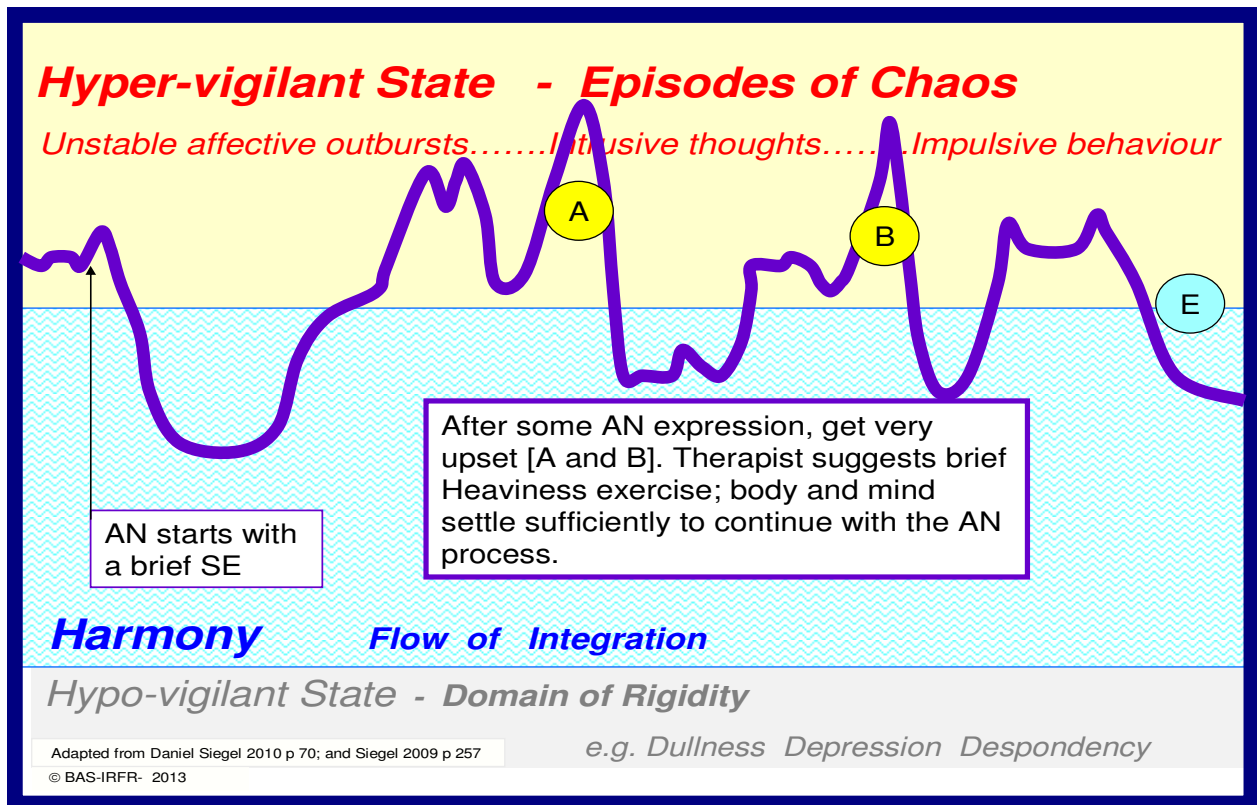 Hyper-vigilant State - Episodes of Chaos
Unstable affective outbursts…….Intrusive thoughts…….Impulsive behaviour
A
B
E
After some AN expression, get very
upset [A and B]. Therapist suggests brief
Heaviness exercise; body and mind
settle sufficiently to continue with the AN
process.
AN starts with
a brief SE
Harmony Flow of Integration
Hypo-vigilant State - Domain of Rigidity
e.g. Dullness Depression Despondency
Adapted from Daniel Siegel 2010 p 70; and Siegel 2009 p 257
© BAS-IRFR- 2013